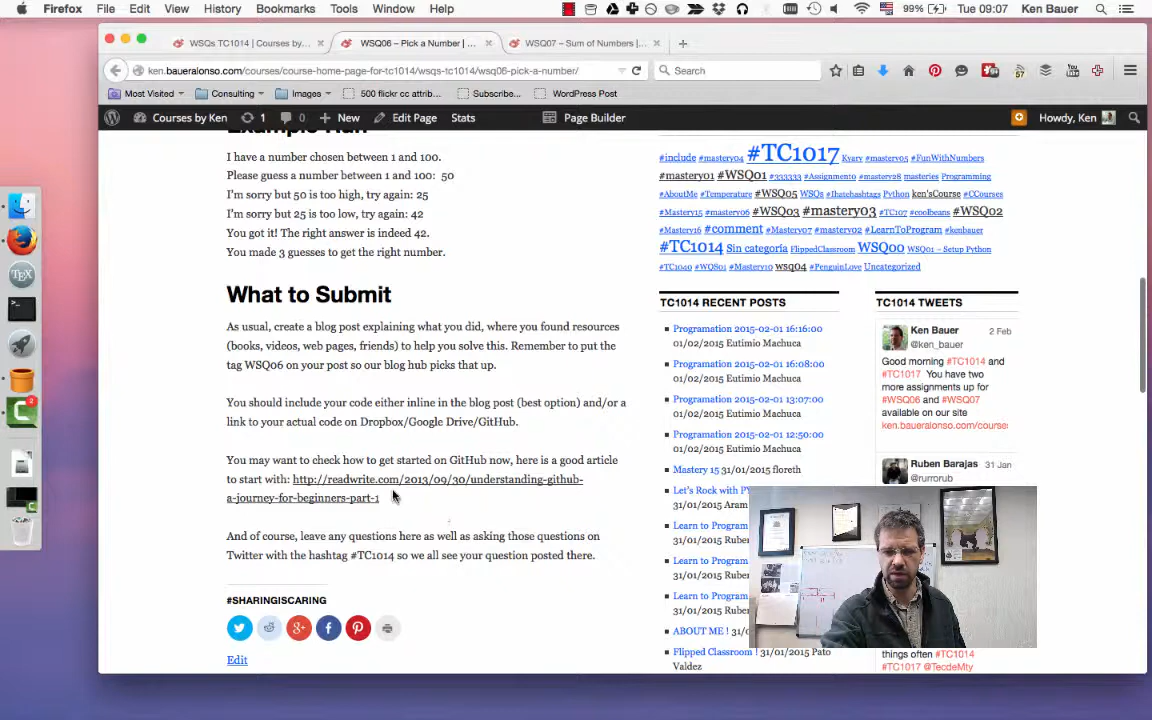 Firefox File Edit View History Bookmarks Tools Window Help
99% Tue 09:07 Ken Bauer
WSQs TC1014 | Courses by... × WSQ06 – Pick a Number | ... × WSQ07 – Sum of Numbers |... × +
ken.baueralonso.com/courses/course-home-page-for-tc1014/wsqs-tc1014/wsq06-pick-a-number/
Search
Most Visited Consulting Images 500 flickr cc attrib... Subscribe... WordPress Post
Courses by Ken 1 0 New Edit Page Stats Page Builder Howdy, Ken
Example Run
I have a number chosen between 1 and 100.
Please guess a number between 1 and 100: 50
I'm sorry but 50 is too high, try again: 25
I'm sorry but 25 is too low, try again: 42
You got it! The right answer is indeed 42.
You made 3 guesses to get the right number.
What to Submit
As usual, create a blog post explaining what you did, where you found resources
(books, videos, web pages, friends) to help you solve this. Remember to put the
tag WSQ06 on your post so our blog hub picks that up.
You should include your code either inline in the blog post (best option) and/or a
link to your actual code on Dropbox/Google Drive/GitHub.
You may want to check how to get started on GitHub now, here is a good article
to start with: http://readwrite.com/2013/09/30/understanding-github-
a-journey-for-beginners-part-1
And of course, leave any questions here as well as asking those questions on
Twitter with the hashtag #TC1014 so we all see your question posted there.
#SHARINGISCARING
Edit
#include #mastery04 #TC1017 Kvary #mastery05 #FunWithNumbers
#mastery01 #WSQ01 #333333 #Assignment0 #mastery28 masteries Programming
#AboutMe #Temperature #WSQ05 WSQs #Ihatehashtags Python ken'sCourse #CCourses
#Mastery15 #mastery06 #WSQ03 #mastery03 #TC107 #coolbeans #WSQ02
#Mastery16 #comment #Mastery07 #mastery02 #LearnToProgram #kenbauer
#TC1014 Sin categoría FlippedClassroom WSQ00 WSQ01 – Setup Python
#TC1040 #WQS01 #Mastery10 wsq04 #PenguinLove Uncategorized
TC1014 RECENT POSTS
Programation 2015-02-01 16:16:00
01/02/2015 Eutimio Machuca
Programation 2015-02-01 16:08:00
01/02/2015 Eutimio Machuca
Programation 2015-02-01 13:07:00
01/02/2015 Eutimio Machuca
Programation 2015-02-01 12:50:00
01/02/2015 Eutimio Machuca
Mastery 15 31/01/2015 floreth
Let's Rock with PY
31/01/2015 Aram
Learn to Program
31/01/2015 Rube
Learn to Program
31/01/2015 Rube
Learn to Program
31/01/2015 Rube
ABOUT ME ! 31/0
Flipped Classroom ! 31/01/2015 Pato
Valdez
TC1014 TWEETS
Ken Bauer 2 Feb
@ken_bauer
Good morning #TC1014 and
#TC1017 You have two
more assignments up for
#WSQ06 and #WSQ07
available on our site
ken.baueralonso.com/course
Ruben Barajas 31 Jan
@rurrorub
things often #TC1014
#TC1017 @TecdeMty